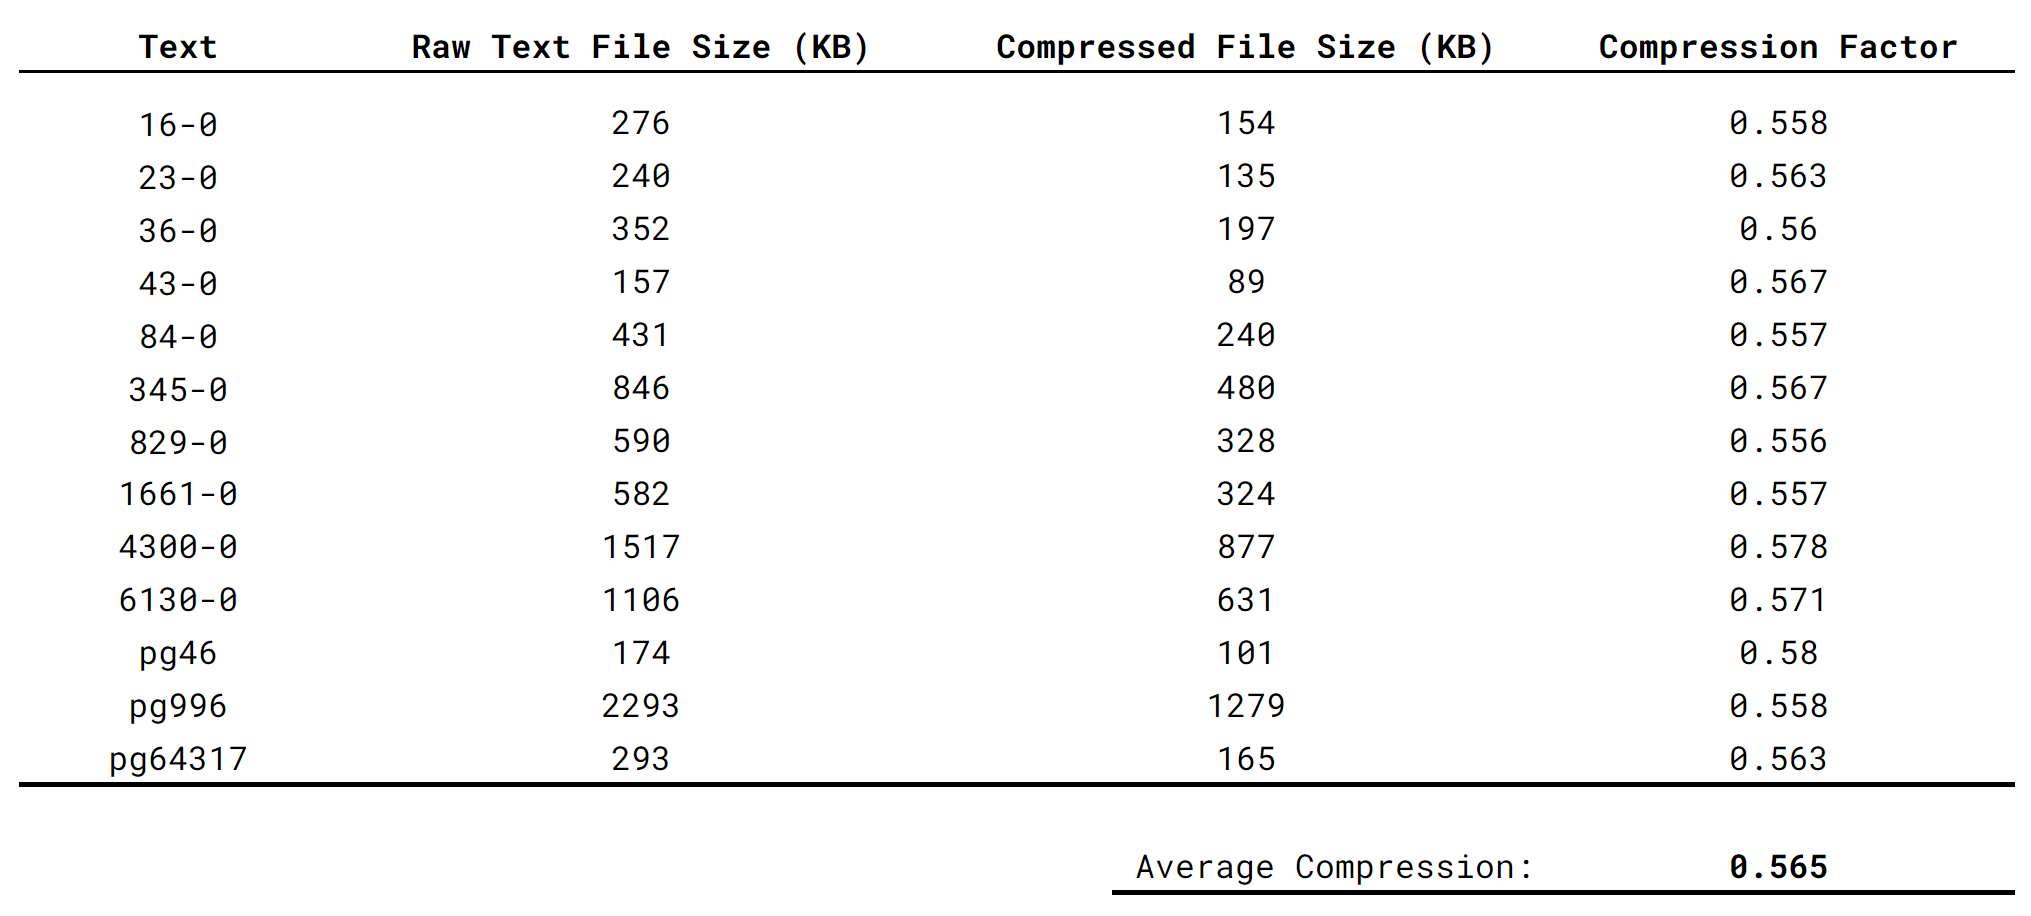 Text Raw Text File Size (KB) Compressed File Size (KB) Compression Factor
16-0 276 154 0.558
23-0 240 135 0.563
36-0 352 197 0.56
43-0 157 89 0.567
84-0 431 240 0.557
345-0 846 480 0.567
829-0 590 328 0.556
1661-0 582 324 0.557
4300-0 1517 877 0.578
6130-0 1106 631 0.571
pg46 174 101 0.58
pg996 2293 1279 0.558
pg64317 293 165 0.563
Average Compression: 0.565